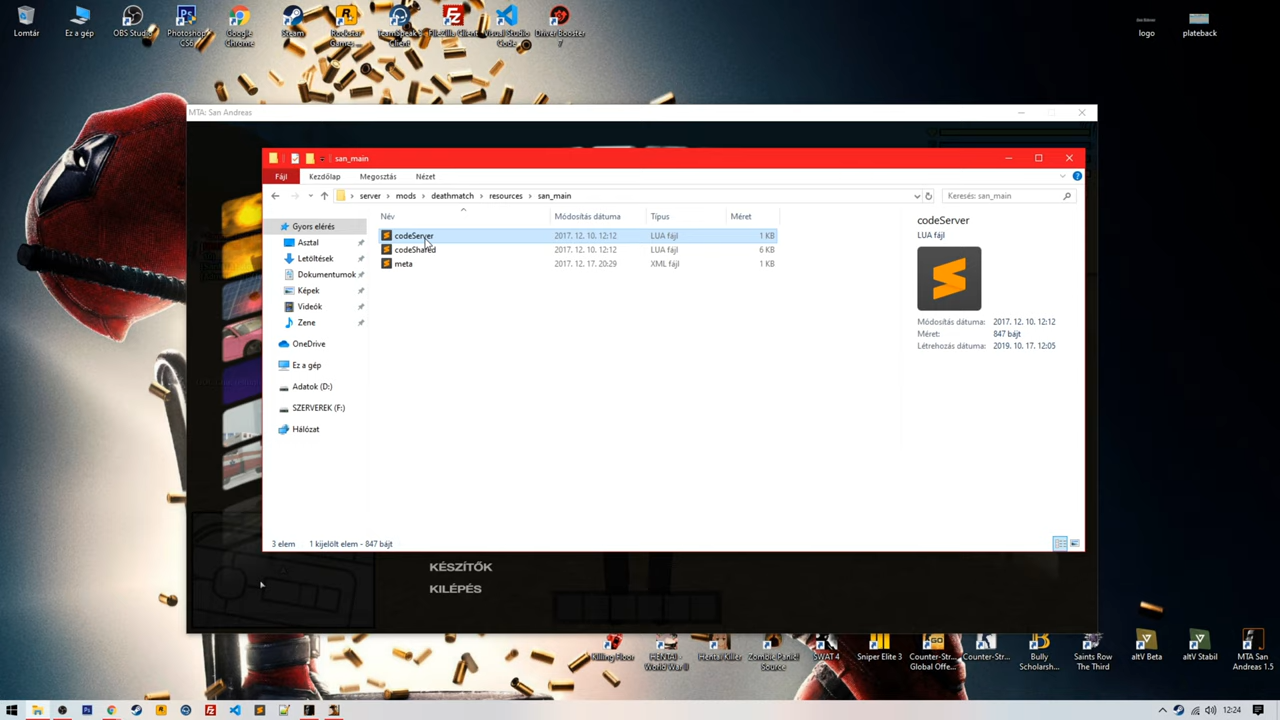 Lomtár
Ez a gép
OBS Studio
Photoshop CS6
Google Chrome
Steam
Rockstar Games ...
TeamSpeak 3 Client
FileZilla Client
Visual Studio Code
Driver Booster 7
logo
plateback
MTA: San Andreas
san_main
Fájl
Kezdőlap
Megosztás
Nézet
server
mods
deathmatch
resources
san_main
Keresés: san_main
Név
Módosítás dátuma
Típus
Méret
codeServer
2017. 12. 10. 12:12
LUA fájl
1 KB
codeShared
2017. 12. 10. 12:12
LUA fájl
6 KB
meta
2017. 12. 17. 20:29
XML fájl
1 KB
Gyors elérés
Asztal
Letöltések
Dokumentumok
Képek
Videók
Zene
OneDrive
Ez a gép
Adatok (D:)
SZERVEREK (F:)
Hálózat
codeServer
LUA fájl
Módosítás dátuma: 2017. 12. 10. 12:12
Méret: 847 bájt
Létrehozás dátuma: 2019. 10. 17. 12:05
3 elem
1 kijelölt elem - 847 bájt
KÉSZÍTŐK
KILÉPÉS
Killing Floor
HENTAI - World War II
Hentai Killer
Zombie Panic! Source
SWAT 4
Sniper Elite 3
Counter-Str... Global Offe...
Counter-Str...
Bully Scholarsh...
Saints Row The Third
altV Beta
altV Stabil
MTA San Andreas 1.5
12:24